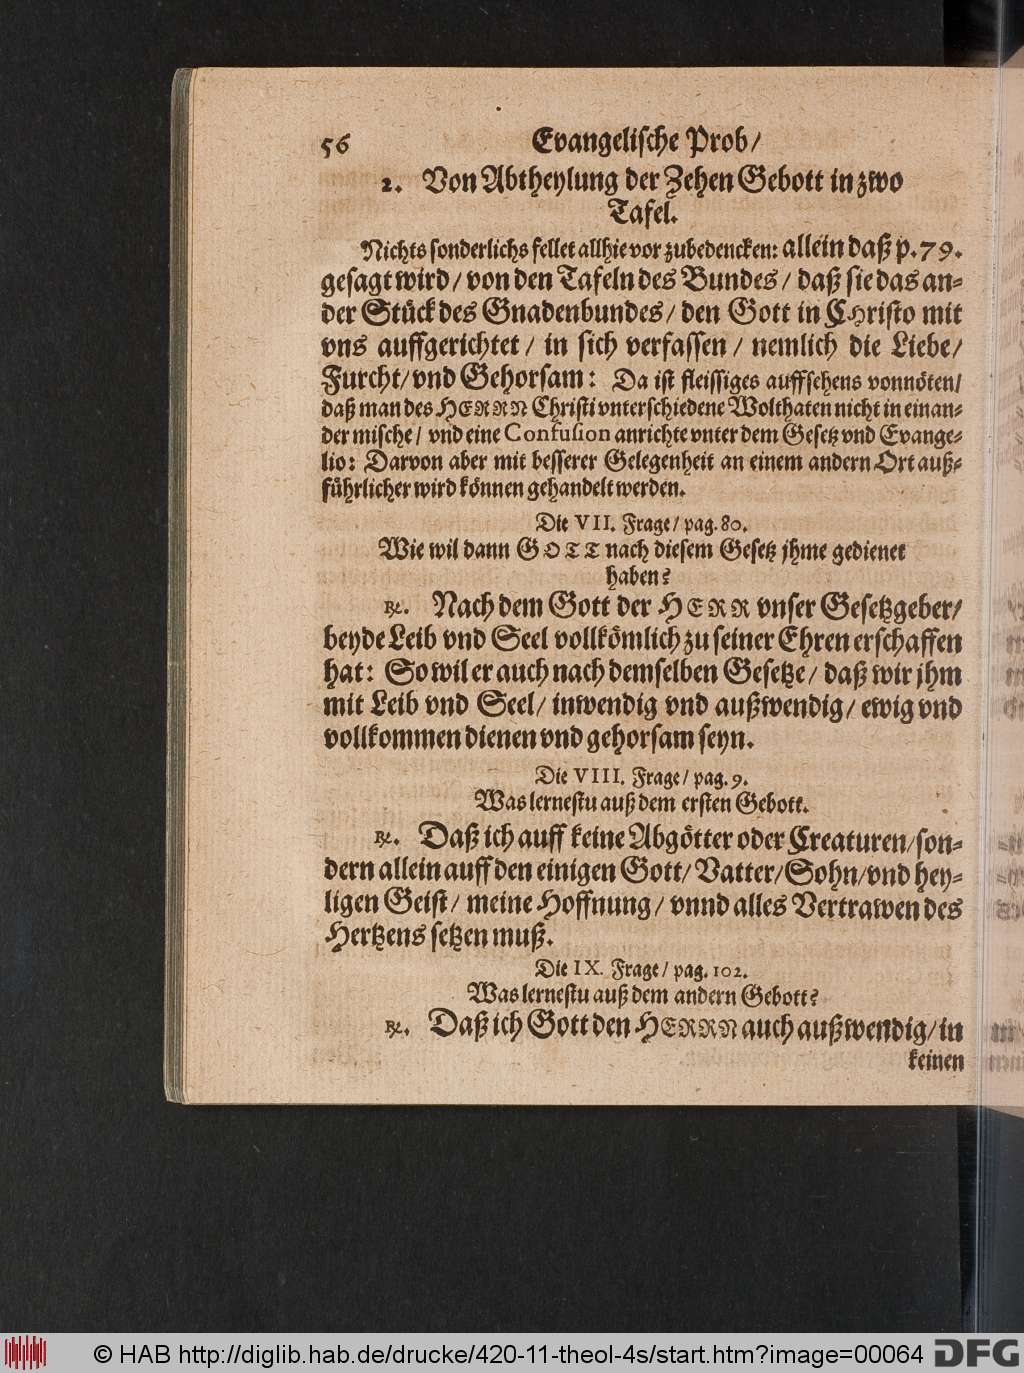 56 Evangelische Prob/
2. Von Abtheylung der Zehen Gebott in zwo
Tafel.
Nichts sonderlichs fellet allhie vor zubedencken: allein daß p. 79.
gesagt wird/ von den Tafeln des Bundes/ daß sie das an-
der Stück des Gnadenbundes/ den Gott in Christo mit
vns auffgerichtet/ in sich verfassen/ nemlich die Liebe/
Furcht/ vnd Gehorsam: Da ist fleissiges auffsehens vonnöten/
daß man des HERRN Christi vnterschiedene Wolthaten nicht in einan-
der mische/ vnd eine Confusion anrichte vnter dem Gesetz vnd Evange-
lio: Darvon aber mit besserer Gelegenheit an einem andern Ort auß-
führlicher wird können gehandelt werden.
Die VII. Frage/ pag. 80.
Wie wil dann GOTT nach diesem Gesetz jhme gedienet
haben?
℞. Nach dem Gott der HERR vnser Gesetzgeber/
beyde Leib vnd Seel vollkömlich zu seiner Ehren erschaffen
hat: So wil er auch nach demselben Gesetze/ daß wir jhm
mit Leib vnd Seel/ inwendig vnd außwendig/ ewig vnd
vollkommen dienen vnd gehorsam seyn.
Die VIII. Frage/ pag. 9.
Was lernestu auß dem ersten Gebott.
℞. Daß ich auff keine Abgötter oder Creaturen/ son-
dern allein auff den einigen Gott/ Vatter/ Sohn/ vnd hey-
ligen Geist/ meine Hoffnung/ vnnd alles Vertrawen des
Hertzens setzen muß.
Die IX. Frage/ pag. 102.
Was lernestu auß dem andern Gebott?
℞. Daß ich Gott den HERRN auch außwendig/ in
keinen
© HAB http://diglib.hab.de/drucke/420-11-theol-4s/start.htm?image=00064 DFG